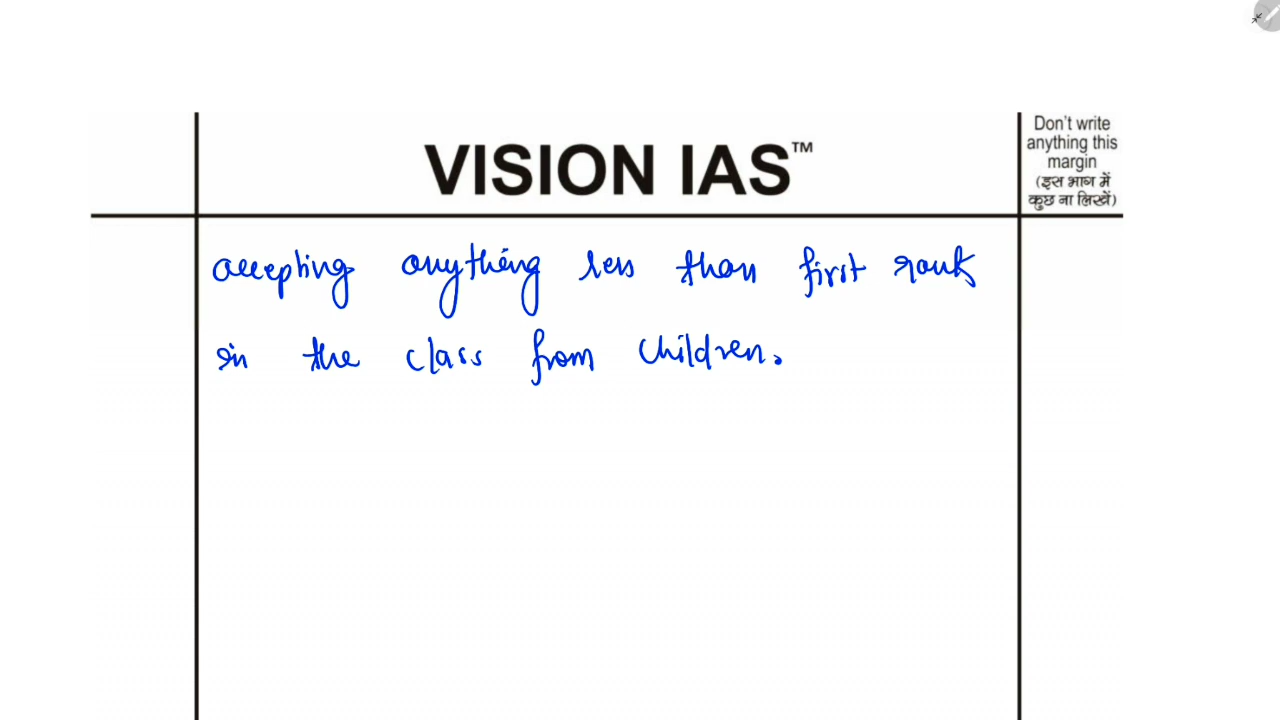 VISION IAS™
Don't write
anything this
margin
(इस भाग में
कुछ ना लिखें)
accepting anything less than first rank
in the class from children.